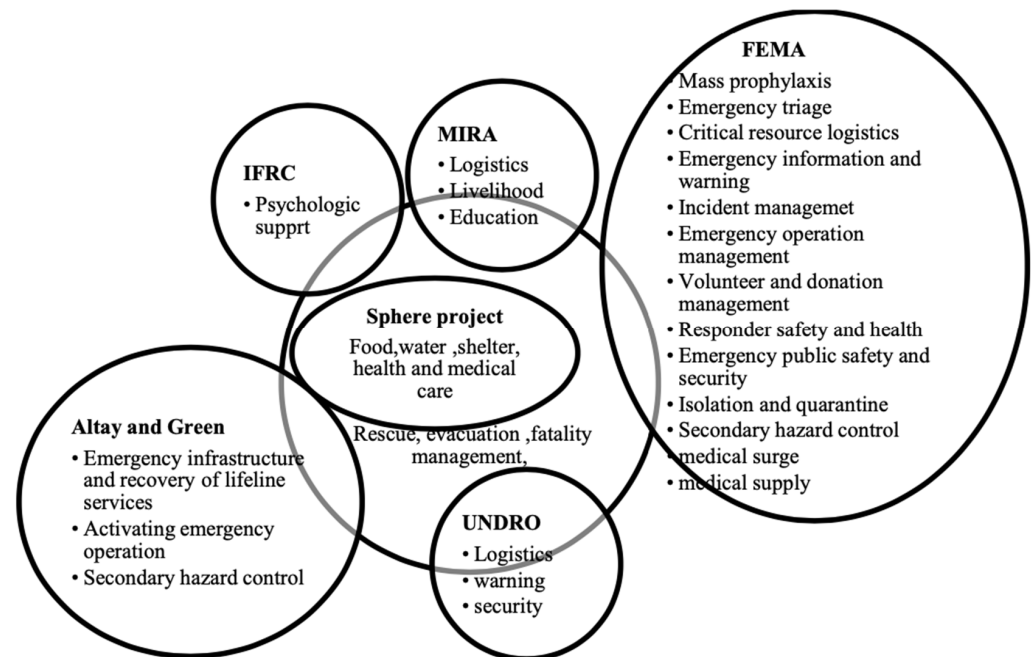 FEMA
• Mass prophylaxis
• Emergency triage
• Critical resource logistics
• Emergency information and
warning
• Incident managemet
• Emergency operation
management
• Volunteer and donation
management
• Responder safety and health
• Emergency public safety and
security
• Isolation and quarantine
• Secondary hazard control
• medical surge
• medical supply
MIRA
• Logistics
• Livelihood
• Education
IFRC
• Psychologic
supprt
Sphere project
Food,water ,shelter,
health and medical
care
Rescue, evacuation ,fatality
management,
Altay and Green
• Emergency infrastructure
and recovery of lifeline
services
• Activating emergency
operation
• Secondary hazard control
UNDRO
• Logistics
• warning
• security